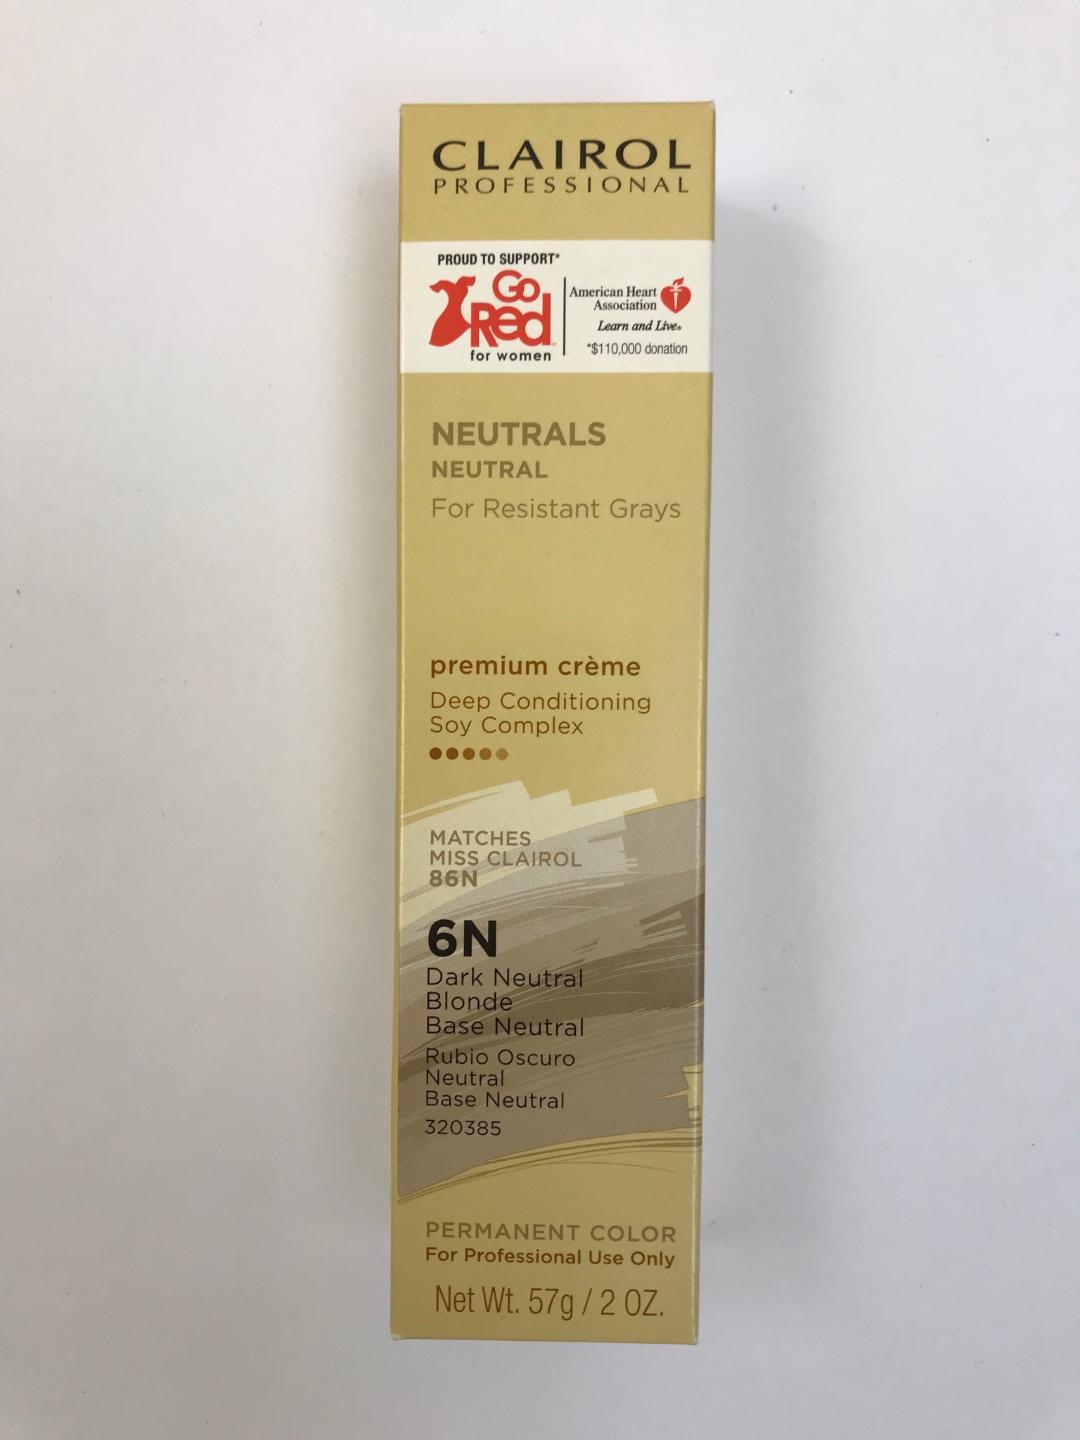 CLAIROL
PROFESSIONAL
PROUD TO SUPPORT*
Go
Red
for women
American Heart
Association
Learn and Live®
*$110,000 donation
NEUTRALS
NEUTRAL
For Resistant Grays
premium crème
Deep Conditioning
Soy Complex
MATCHES
MISS CLAIROL
86N
6N
Dark Neutral
Blonde
Base Neutral
Rubio Oscuro
Neutral
Base Neutral
320385
PERMANENT COLOR
For Professional Use Only
Net Wt. 57g / 2 OZ.